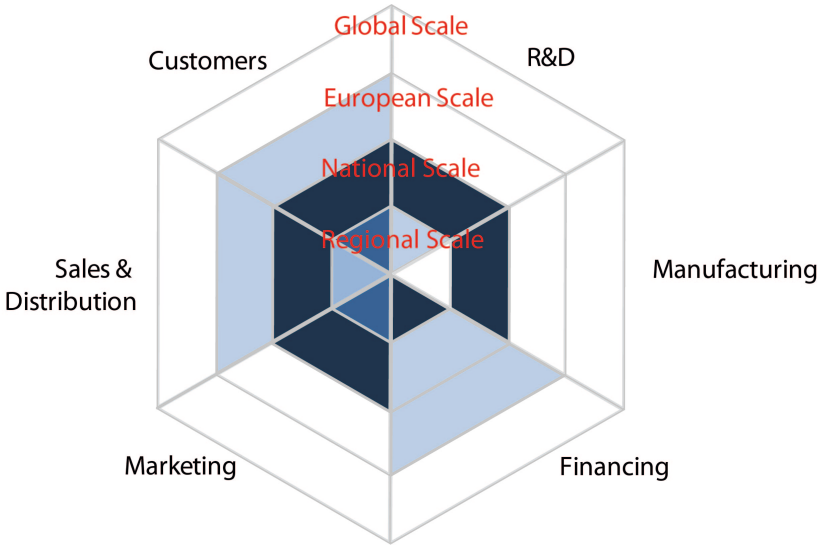 Global Scale
Customers
R&D
European Scale
National Scale
Regional Scale
Sales &
Distribution
Manufacturing
Marketing
Financing